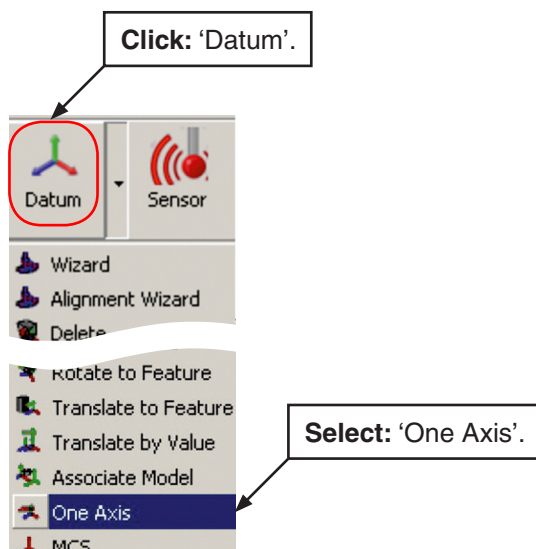 Click: ‘Datum’.
Datum
Sensor
Wizard
Alignment Wizard
Delete
Rotate to Feature
Translate to Feature
Translate by Value
Associate Model
Select: ‘One Axis’.
One Axis
MCS